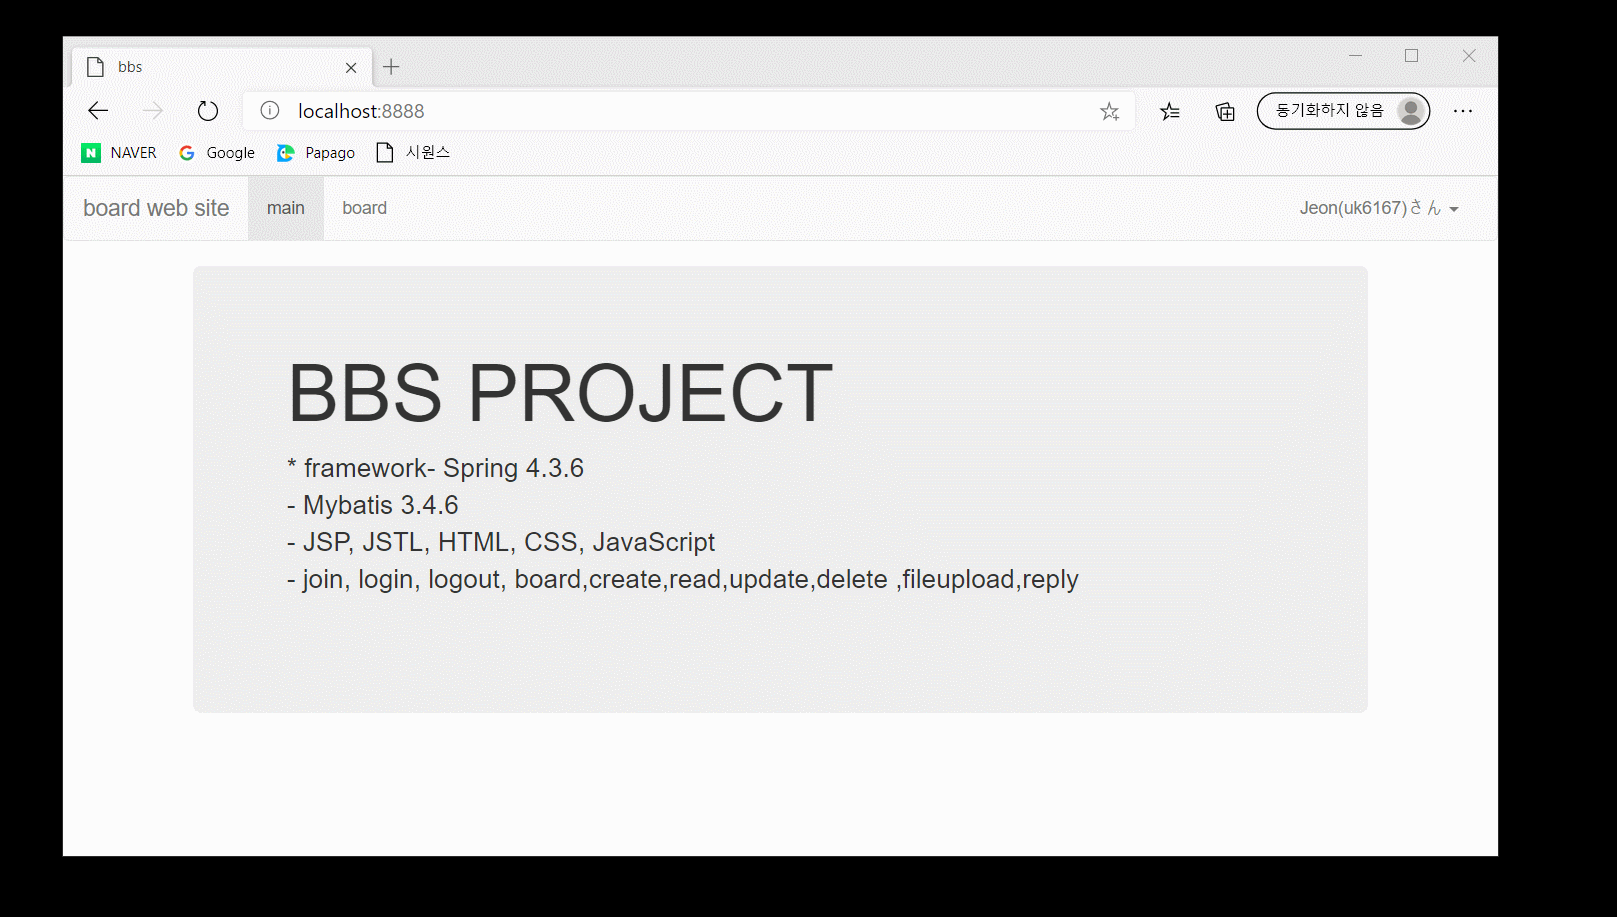 bbs
localhost:8888
동기화하지 않음
NAVER Google Papago 시원스
board web site main board Jeon(uk6167)さん
BBS PROJECT
* framework- Spring 4.3.6
- Mybatis 3.4.6
- JSP, JSTL, HTML, CSS, JavaScript
- join, login, logout, board,create,read,update,delete ,fileupload,reply